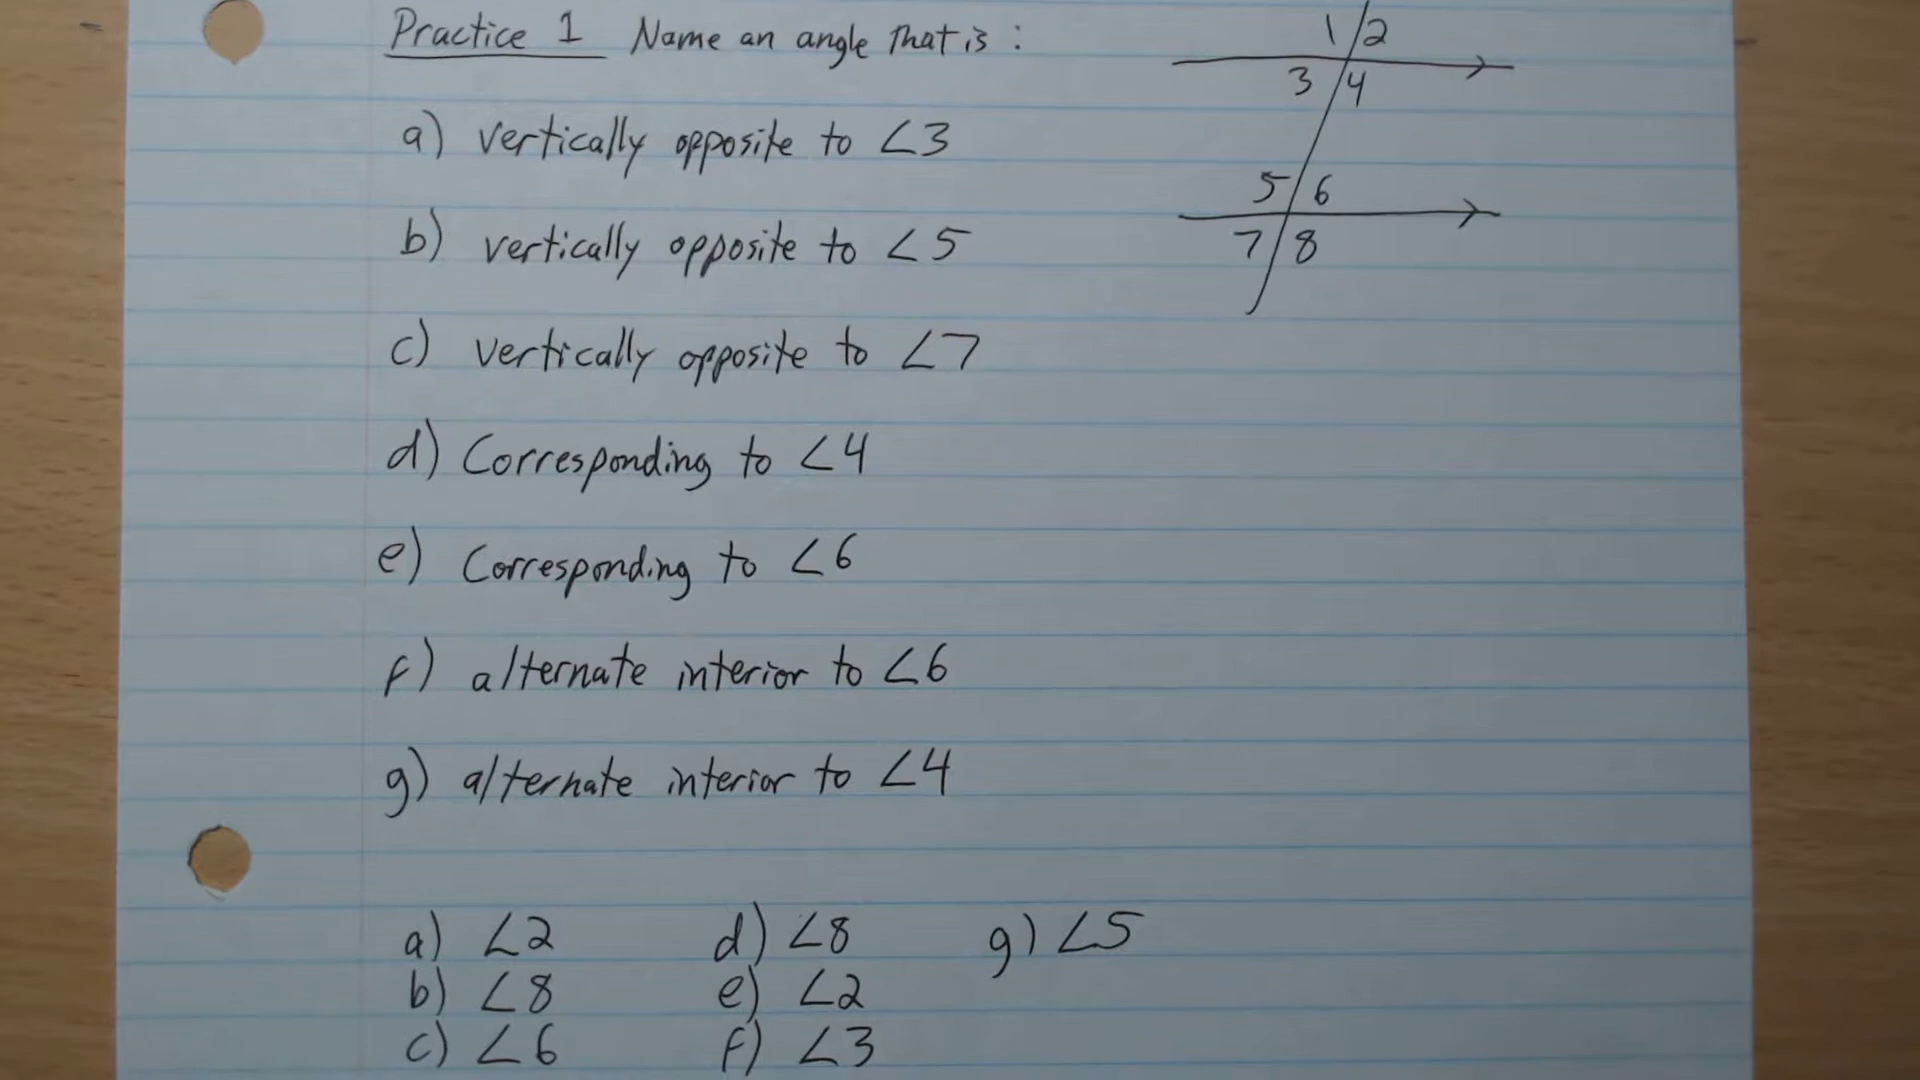 Practice 1 Name an angle that is :
1 2
3 4
a) vertically opposite to ∠3
5 6
b) vertically opposite to ∠5
7 8
c) vertically opposite to ∠7
d) Corresponding to ∠4
e) Corresponding to ∠6
f) alternate interior to ∠6
g) alternate interior to ∠4
a) ∠2 d) ∠8 g) ∠5
b) ∠8 e) ∠2
c) ∠6 f) ∠3